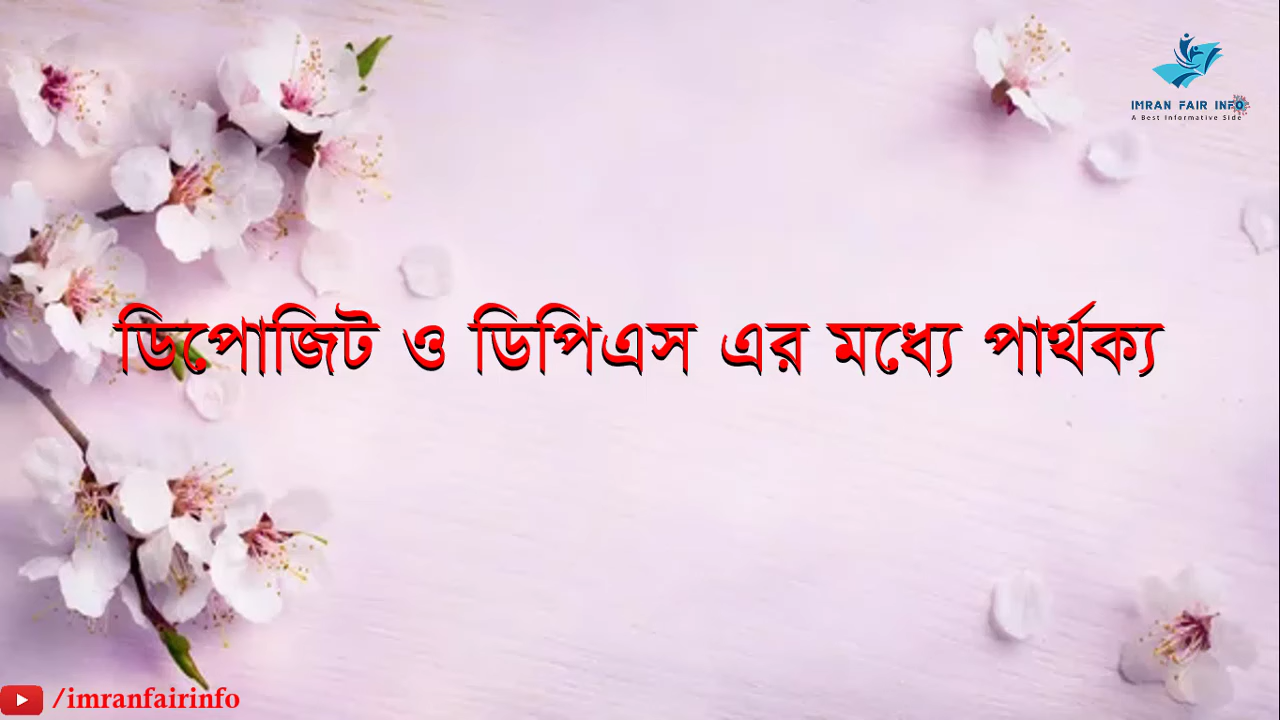 IMRAN FAIR INFO
A Best Informative Side
ডিপোজিট ও ডিপিএস এর মধ্যে পার্থক্য
/imranfairinfo